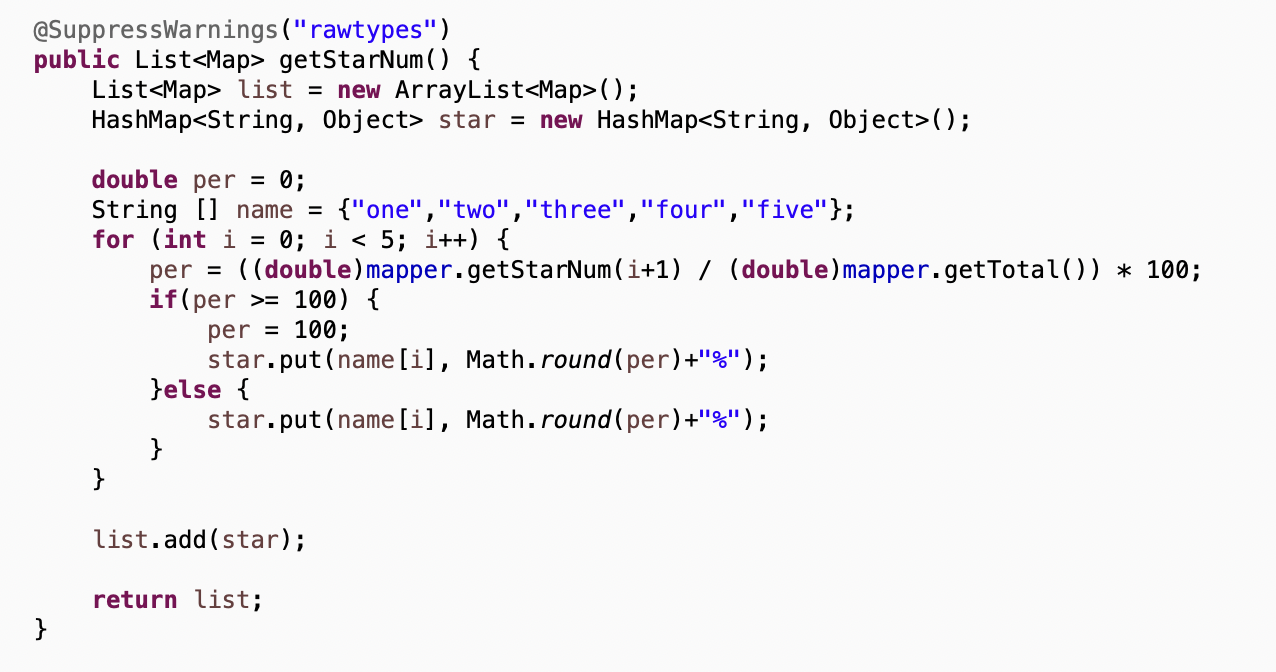 @SuppressWarnings("rawtypes")
public List<Map> getStarNum() {
    List<Map> list = new ArrayList<Map>();
    HashMap<String, Object> star = new HashMap<String, Object>();

    double per = 0;
    String [] name = {"one","two","three","four","five"};
    for (int i = 0; i < 5; i++) {
        per = ((double)mapper.getStarNum(i+1) / (double)mapper.getTotal()) * 100;
        if(per >= 100) {
            per = 100;
            star.put(name[i], Math.round(per)+"%");
        }else {
            star.put(name[i], Math.round(per)+"%");
        }
    }

    list.add(star);

    return list;
}